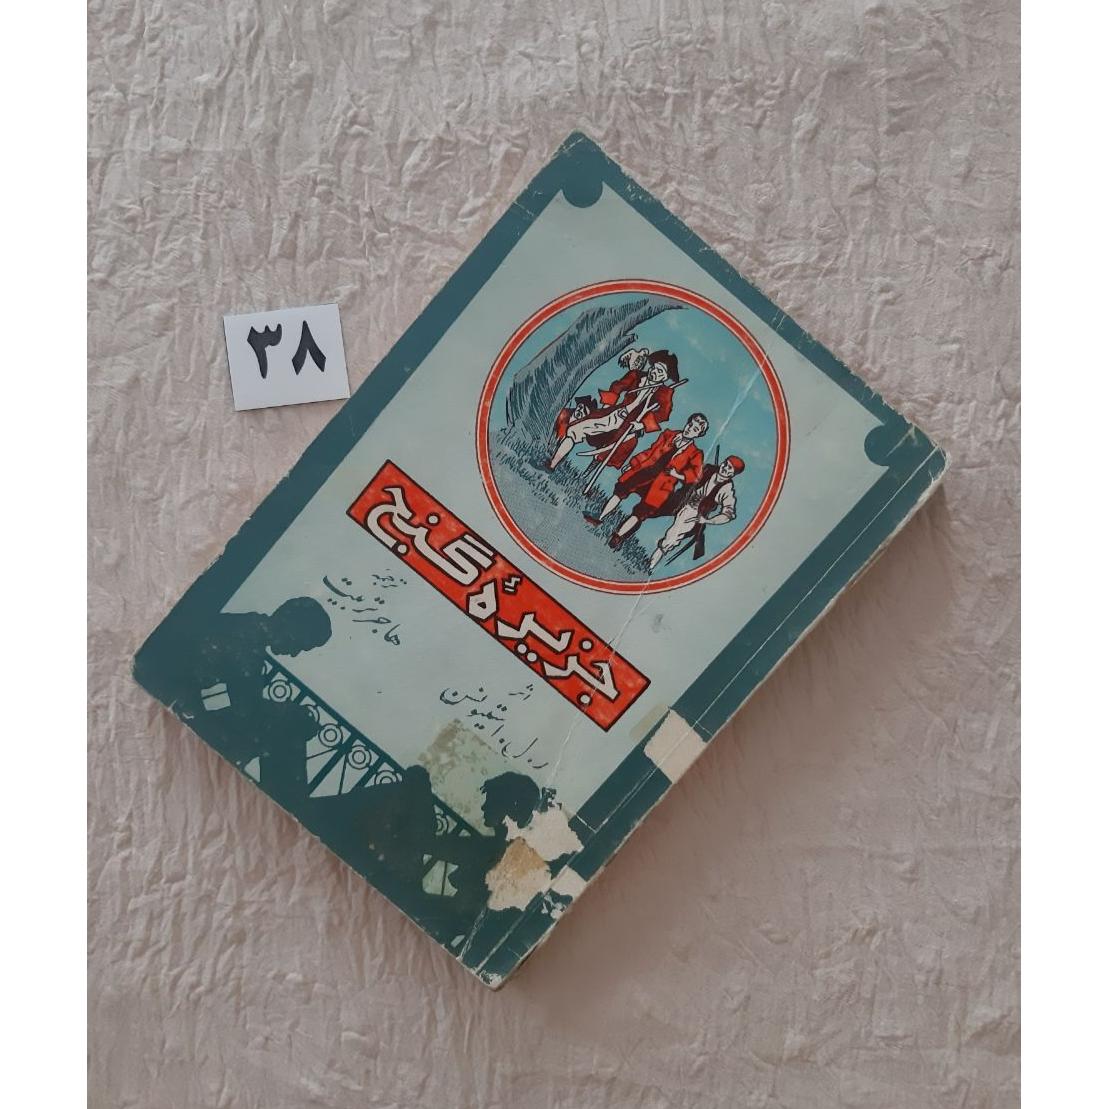 ۳۸
جزیرهٔ گنج
اثر
ر. ل. استیونسن
ترجمه
هاجر تربیت